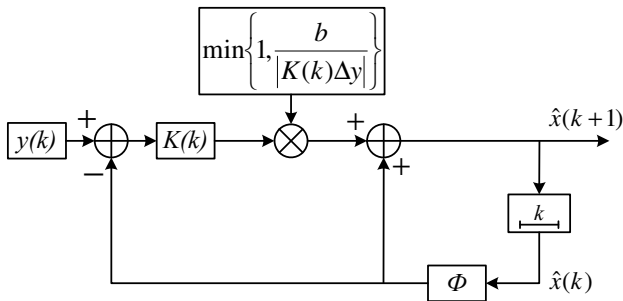 min{1, b / |K(k)Δy|}
y(k)
+
−
K(k)
+
+
x̂(k+1)
k
Φ
x̂(k)